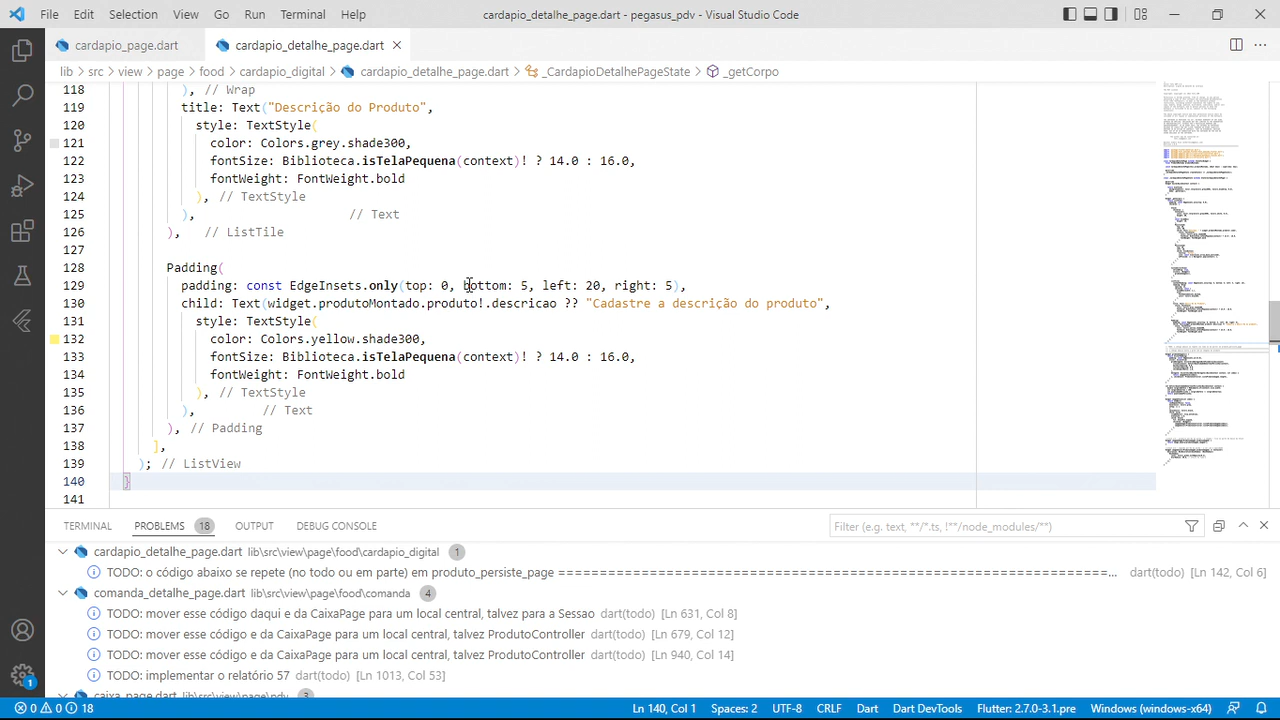 File Edit Selection View Go Run Terminal Help cardapio_detalhe_page.dart - pegasus_pdv - Visual Studio Code
cardapio_page.dart cardapio_detalhe_page.dart
lib > src > view > page > food > cardapio_digital > cardapio_detalhe_page.dart > _CardapioDetalhePageState > _getCorpo
118 ), // Wrap
119 title: Text("Descrição do Produto",
120 style: TextStyle(
121 color: Colors.grey.shade300,
122 fontSize: Biblioteca.isTelaPequena(context)! ? 16.0 : 18.0,
123 fontWeight: FontWeight.bold
124 ), // TextStyle
125 ), // Text
126 ), // ListTile
127
128 Padding(
129 padding: const EdgeInsets.only(top: 0, bottom: 5, left: 20, right: 5),
130 child: Text(widget.produtoMontado.produto!.descricao ?? "Cadastre a descrição do produto",
131 style: TextStyle(
132 color: Colors.yellow.shade300,
133 fontSize: Biblioteca.isTelaPequena(context)! ? 16.0 : 18.0,
134 fontWeight: FontWeight.bold
135 ), // TextStyle
136 ), // Text
137 ), // Padding
138 ],
139 ); // ListView
140 }
141
TERMINAL PROBLEMS 18 OUTPUT DEBUG CONSOLE Filter (e.g. text, **/*.ts, !**/node_modules/**)
cardapio_detalhe_page.dart lib\src\view\page\food\cardapio_digital 1
TODO: o código abaixo se repete (no todo ou em parte) em produto_persiste_page ==================================================================... dart(todo) [Ln 142, Col 6]
comanda_detalhe_page.dart lib\src\view\page\food\comanda 4
TODO: mover esse código daqui e da CaixaPage para um local central, talvez para a Sessao dart(todo) [Ln 631, Col 8]
TODO: mover esse código e da CaixaPage para um local central, talvez ProdutoController dart(todo) [Ln 679, Col 12]
TODO: mover esse código e da CaixaPage para um local central, talvez ProdutoController dart(todo) [Ln 940, Col 14]
TODO: implementar o relatório 57 dart(todo) [Ln 1013, Col 53]
caixa_page.dart lib\src\view\page\pdv 3
1
0 0 18 Ln 140, Col 1 Spaces: 2 UTF-8 CRLF Dart Dart DevTools Flutter: 2.7.0-3.1.pre Windows (windows-x64)